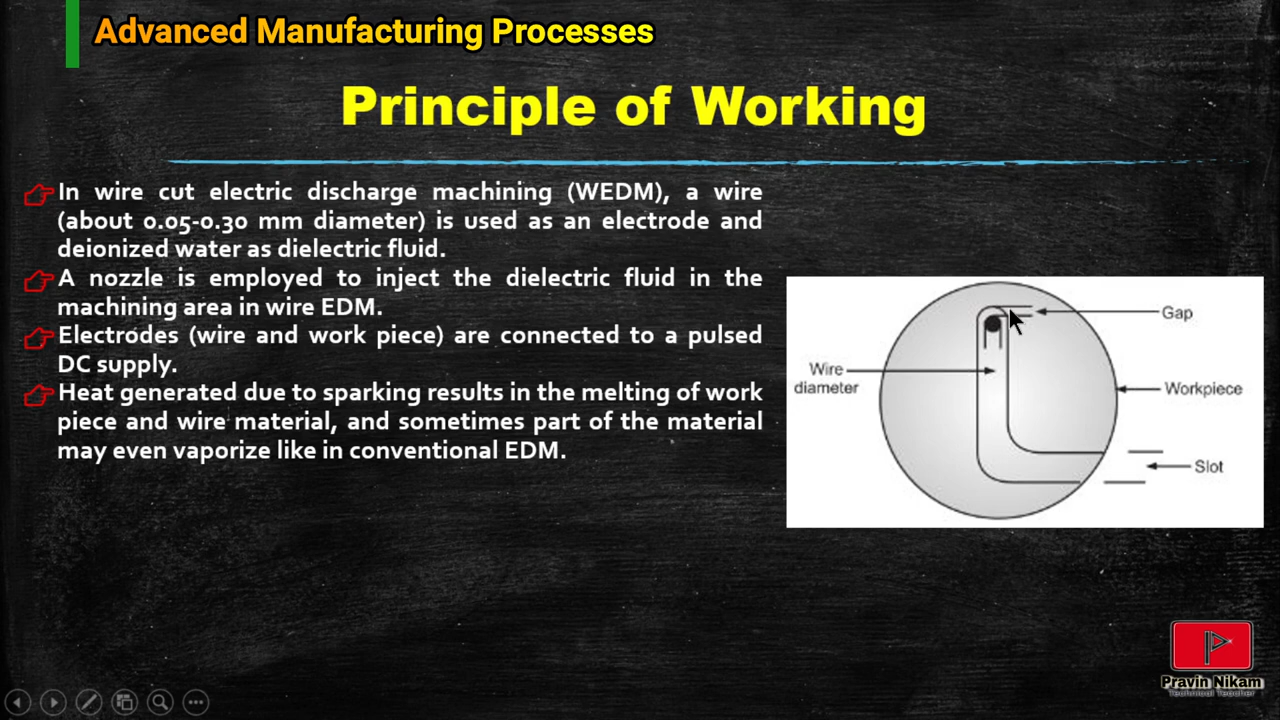 Advanced Manufacturing Processes
Principle of Working
In wire cut electric discharge machining (WEDM), a wire
(about 0.05-0.30 mm diameter) is used as an electrode and
deionized water as dielectric fluid.
A nozzle is employed to inject the dielectric fluid in the
machining area in wire EDM.
Electrodes (wire and work piece) are connected to a pulsed
DC supply.
Heat generated due to sparking results in the melting of work
piece and wire material, and sometimes part of the material
may even vaporize like in conventional EDM.
Gap
Wire
diameter
Workpiece
Slot
Pravin Nikam
Technical Teacher